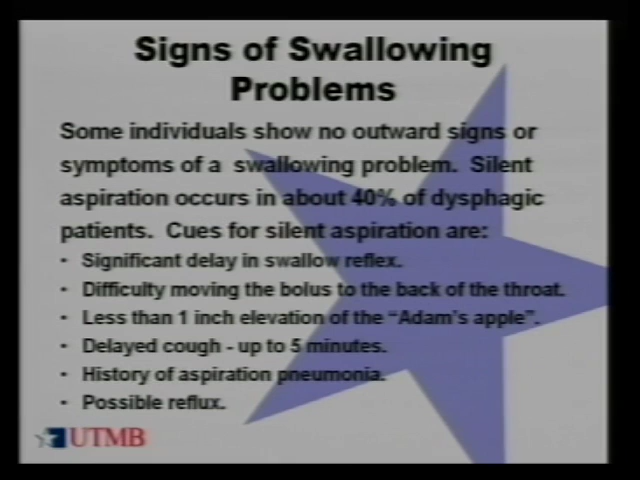 Signs of Swallowing
Problems
Some individuals show no outward signs or
symptoms of a swallowing problem. Silent
aspiration occurs in about 40% of dysphagic
patients. Cues for silent aspiration are:
• Significant delay in swallow reflex.
• Difficulty moving the bolus to the back of the throat.
• Less than 1 inch elevation of the “Adam’s apple”.
• Delayed cough - up to 5 minutes.
• History of aspiration pneumonia.
• Possible reflux.
UTMB